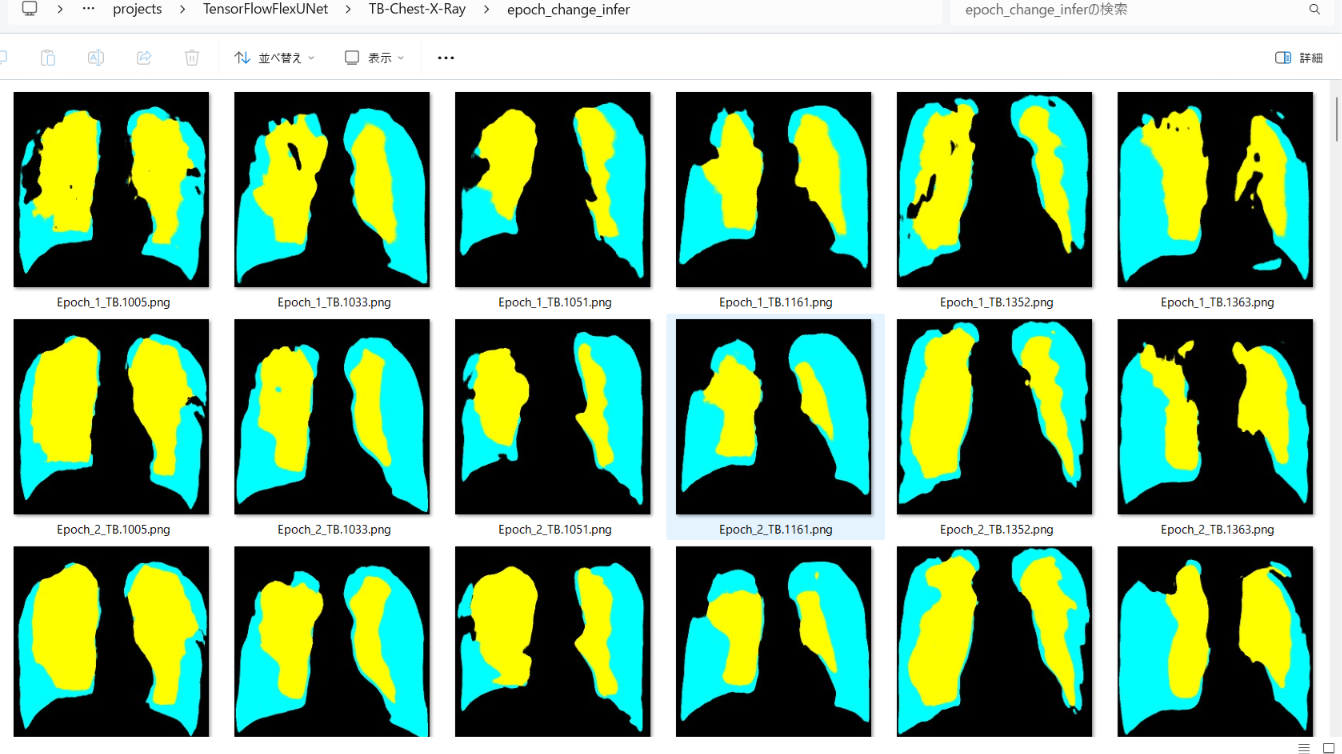 projects > TensorFlowFlexUNet > TB-Chest-X-Ray > epoch_change_infer
epoch_change_inferの検索
並べ替え
表示
詳細
Epoch_1_TB.1005.png
Epoch_1_TB.1033.png
Epoch_1_TB.1051.png
Epoch_1_TB.1161.png
Epoch_1_TB.1352.png
Epoch_1_TB.1363.png
Epoch_2_TB.1005.png
Epoch_2_TB.1033.png
Epoch_2_TB.1051.png
Epoch_2_TB.1161.png
Epoch_2_TB.1352.png
Epoch_2_TB.1363.png